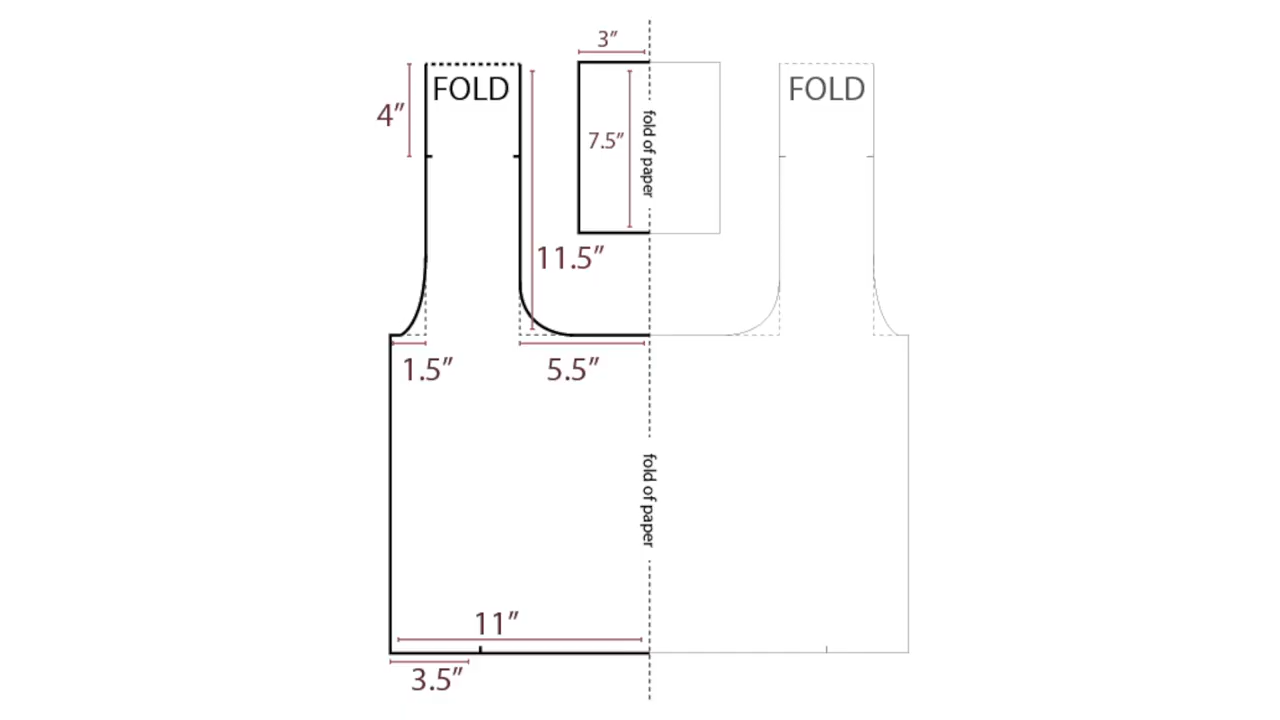 3”
FOLD
FOLD
4”
7.5”
fold of paper
11.5”
1.5”
5.5”
fold of paper
11”
3.5”